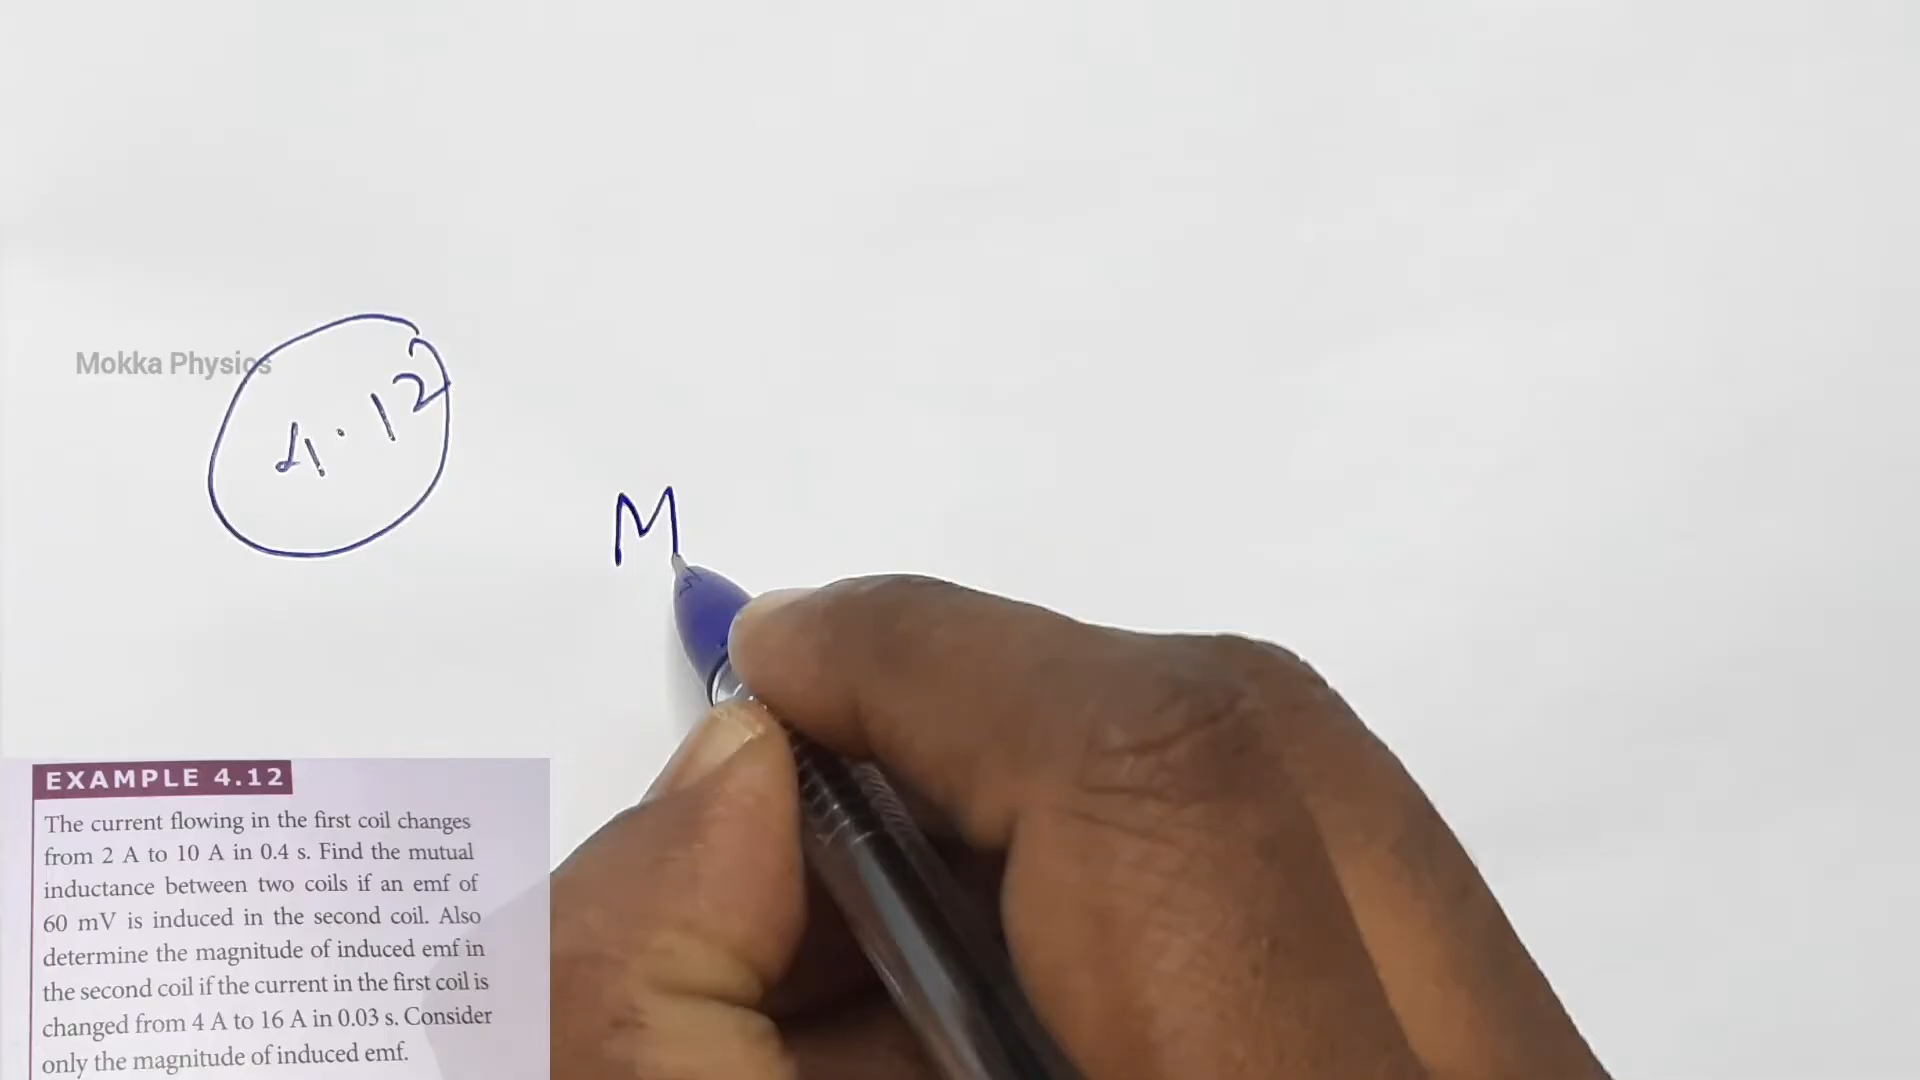 Mokka Physics
4.12
M
EXAMPLE 4.12
The current flowing in the first coil changes
from 2 A to 10 A in 0.4 s. Find the mutual
inductance between two coils if an emf of
60 mV is induced in the second coil. Also
determine the magnitude of induced emf in
the second coil if the current in the first coil is
changed from 4 A to 16 A in 0.03 s. Consider
only the magnitude of induced emf.